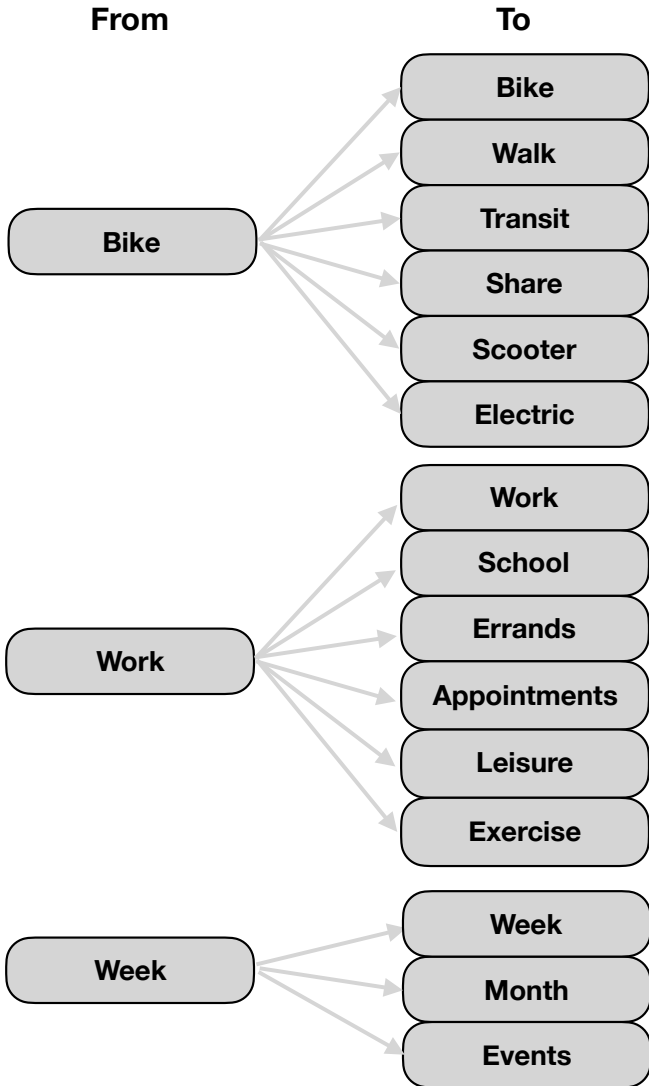 From To
Bike
Walk
Transit
Bike
Share
Scooter
Electric
Work
School
Errands
Work
Appointments
Leisure
Exercise
Week
Week
Month
Events